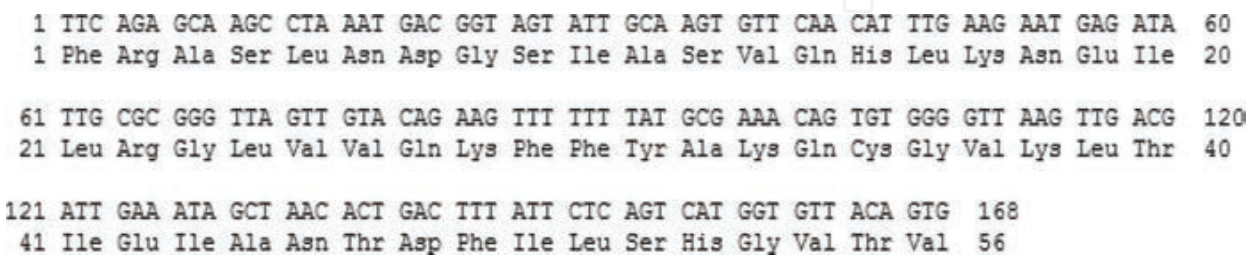 1 TTC AGA GCA AGC CTA AAT GAC GGT AGT ATT GCA AGT GTT CAA CAT TTG AAG AAT GAG ATA 60
1 Phe Arg Ala Ser Leu Asn Asp Gly Ser Ile Ala Ser Val Gln His Leu Lys Asn Glu Ile 20
61 TTG CGC GGG TTA GTT GTA CAG AAG TTT TTT TAT GCG AAA CAG TGT GGG GTT AAG TTG ACG 120
21 Leu Arg Gly Leu Val Val Gln Lys Phe Phe Tyr Ala Lys Gln Cys Gly Val Lys Leu Thr 40
121 ATT GAA ATA GCT AAC ACT GAC TTT ATT CTC AGT CAT GGT GTT ACA GTG 168
41 Ile Glu Ile Ala Asn Thr Asp Phe Ile Leu Ser His Gly Val Thr Val 56